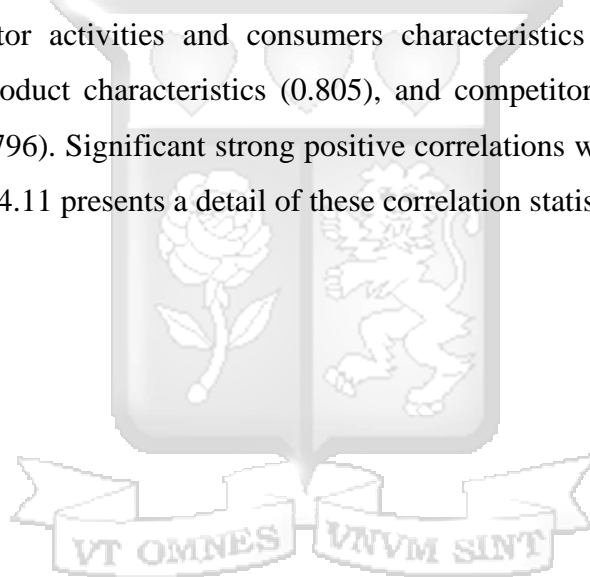 tor activities and consumers characteristics
oduct characteristics (0.805), and competitor
796). Significant strong positive correlations w
4.11 presents a detail of these correlation statis
VT OMNES VNVM SINT